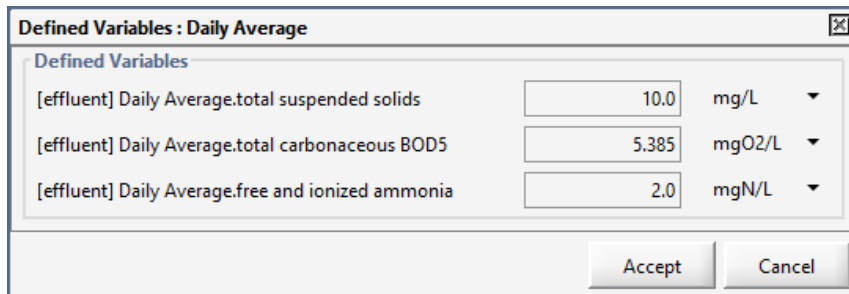 Defined Variables : Daily Average
Defined Variables
[effluent] Daily Average.total suspended solids 10.0 mg/L
[effluent] Daily Average.total carbonaceous BOD5 5.385 mgO2/L
[effluent] Daily Average.free and ionized ammonia 2.0 mgN/L
Accept Cancel